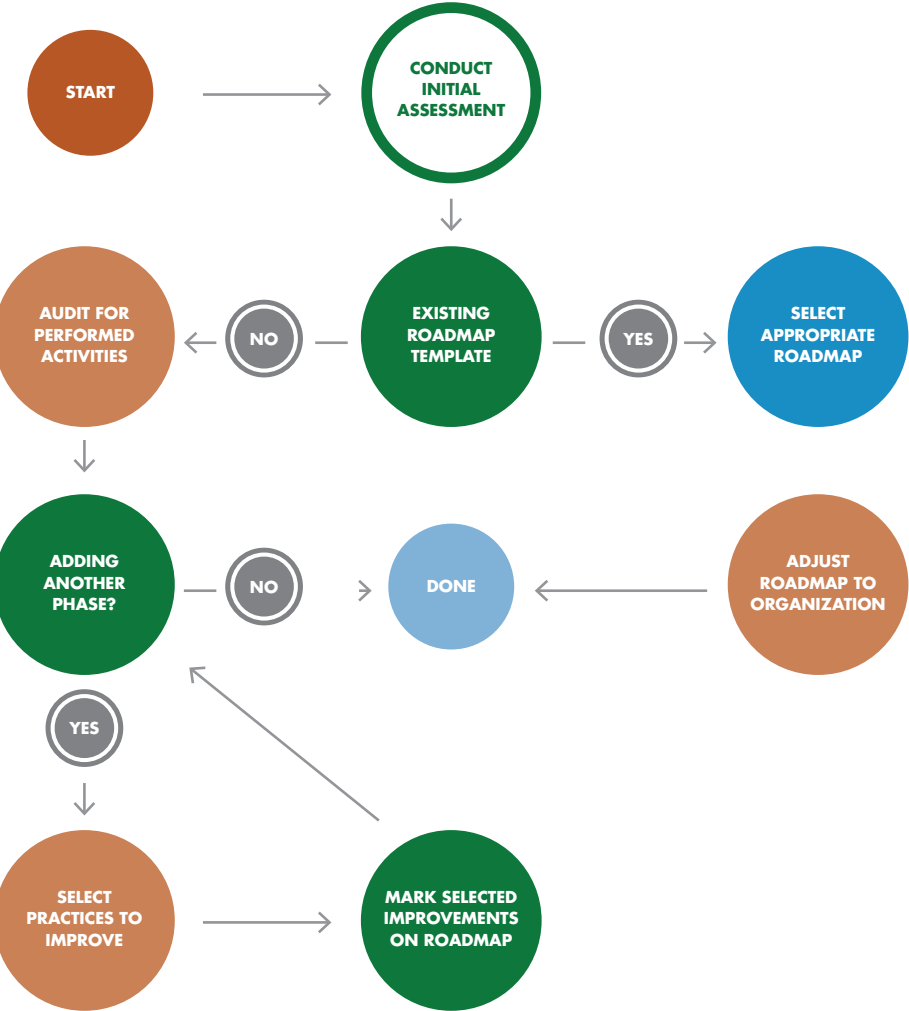 START
CONDUCT
INITIAL
ASSESSMENT
AUDIT FOR
PERFORMED
ACTIVITIES
NO
EXISTING
ROADMAP
TEMPLATE
YES
SELECT
APPROPRIATE
ROADMAP
ADDING
ANOTHER
PHASE?
NO
DONE
ADJUST
ROADMAP TO
ORGANIZATION
YES
SELECT
PRACTICES TO
IMPROVE
MARK SELECTED
IMPROVEMENTS
ON ROADMAP